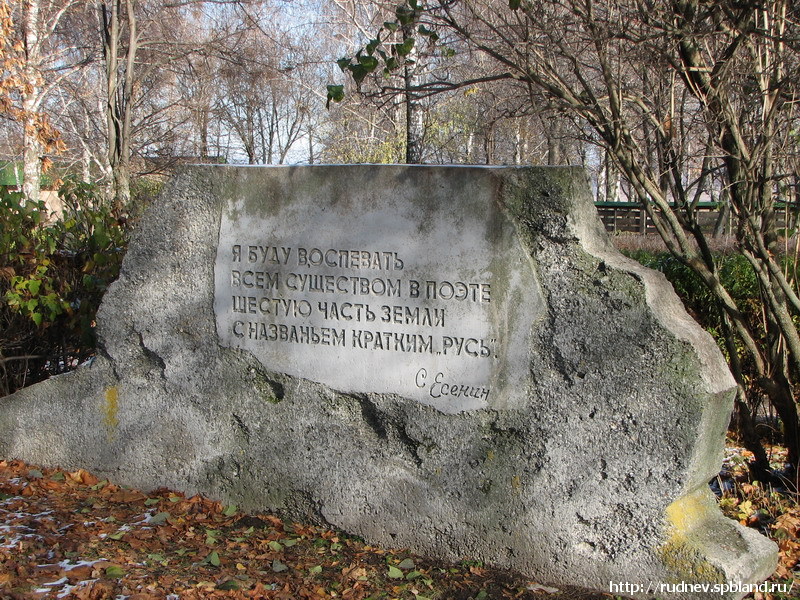 Я БУДУ ВОСПЕВАТЬ
ВСЕМ СУЩЕСТВОМ В ПОЭТЕ
ШЕСТУЮ ЧАСТЬ ЗЕМЛИ
С НАЗВАНЬЕМ КРАТКИМ „РУСЬ".
С Есенин
http://rudnev.spbland.ru/